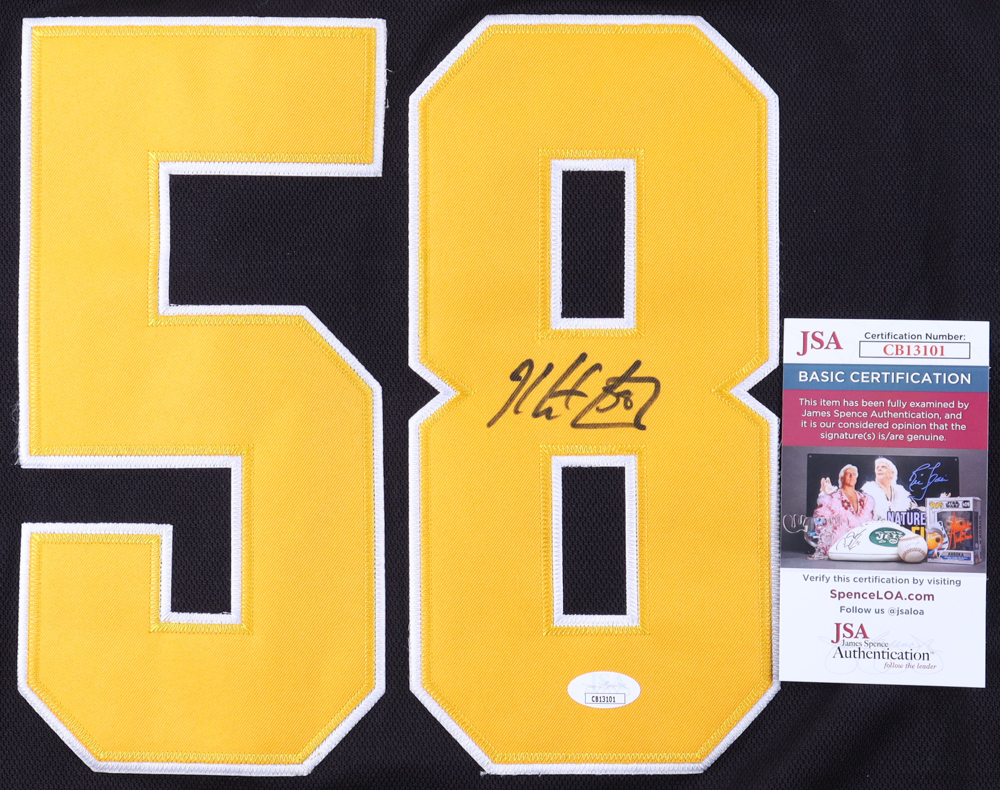 58
JSA
Certification Number:
CB13101
BASIC CERTIFICATION
This item has been fully examined by
James Spence Authentication, and
it is our considered opinion that the
signature(s) is/are genuine.
NATURE
JETS
Verify this certification by visiting
SpenceLOA.com
Follow us @jsaloa
JSA
James Spence
Authentication
follow the leader
CB13101